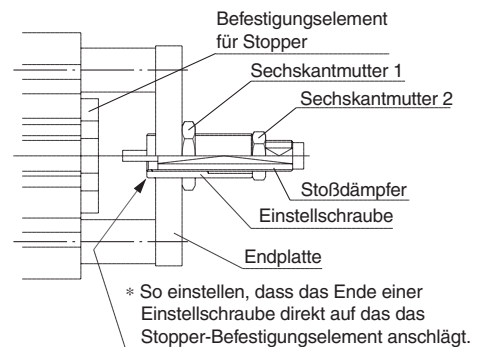 Befestigungselement
für Stopper
Sechskantmutter 1
Sechskantmutter 2
Stoßdämpfer
Einstellschraube
Endplatte
* So einstellen, dass das Ende einer
Einstellschraube direkt auf das das
Stopper-Befestigungselement anschlägt.